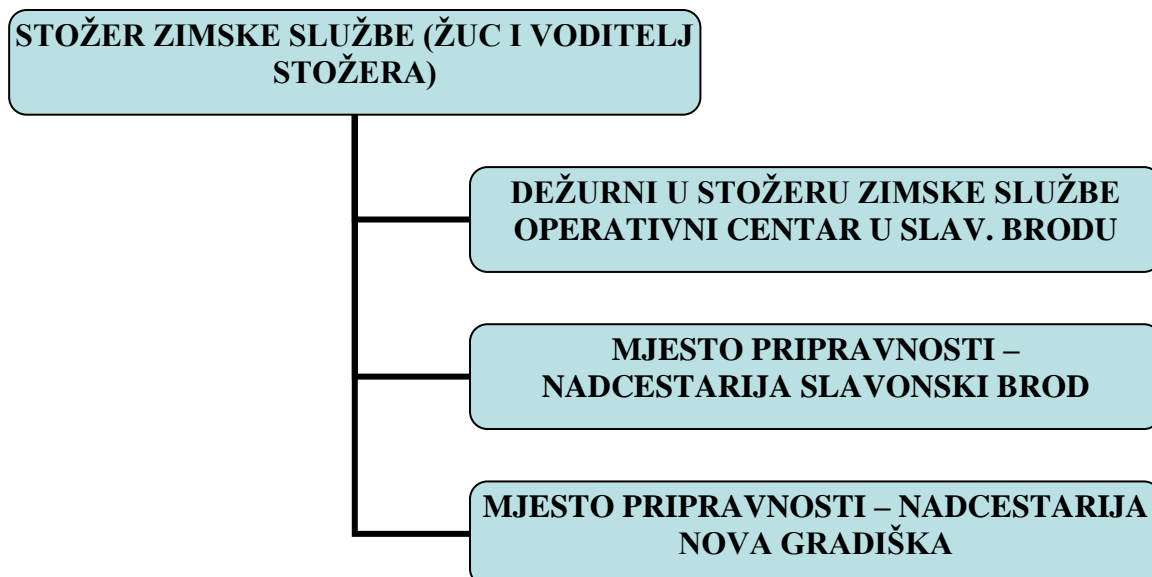 STOŽER ZIMSKE SLUŽBE (ŽUC I VODITELJ
STOŽERA)
DEŽURNI U STOŽERU ZIMSKE SLUŽBE
OPERATIVNI CENTAR U SLAV. BRODU
MJESTO PRIPRAVNOSTI –
NADCESTARIJA SLAVONSKI BROD
MJESTO PRIPRAVNOSTI – NADCESTARIJA
NOVA GRADIŠKA